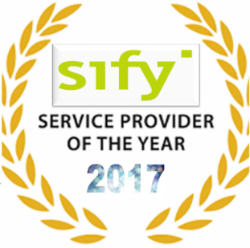 sify
SERVICE PROVIDER
OF THE YEAR
2017